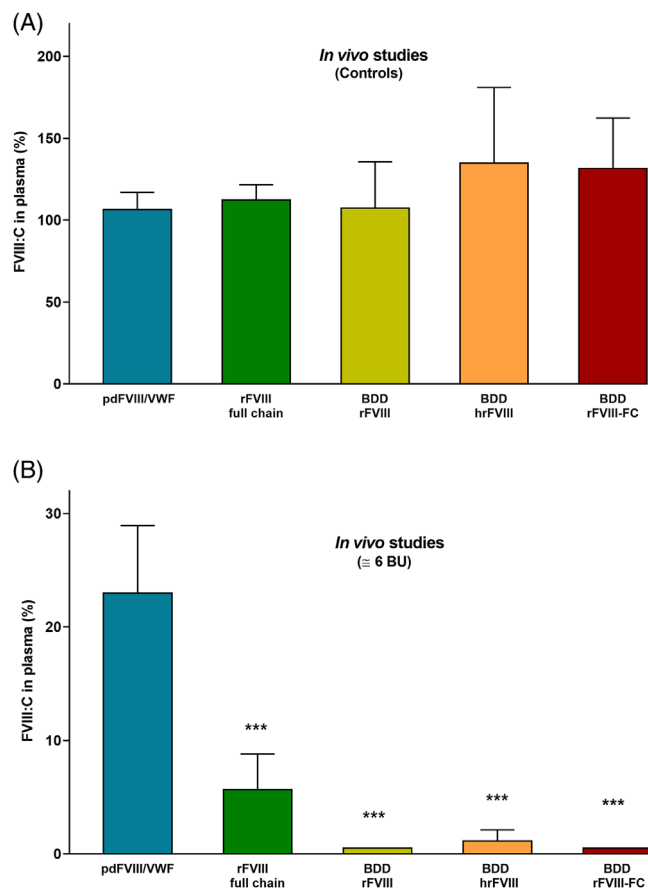 (A)
200
150
100
50
0
FVIII:C in plasma (%)
In vivo studies
(Controls)
pdFVIII/VWF
rFVIII
full chain
BDD
rFVIII
BDD
hrFVIII
BDD
rFVIII-FC
(B)
30
20
10
0
FVIII:C in plasma (%)
In vivo studies
(≅ 6 BU)
***
***
***
***
pdFVIII/VWF
rFVIII
full chain
BDD
rFVIII
BDD
hrFVIII
BDD
rFVIII-FC